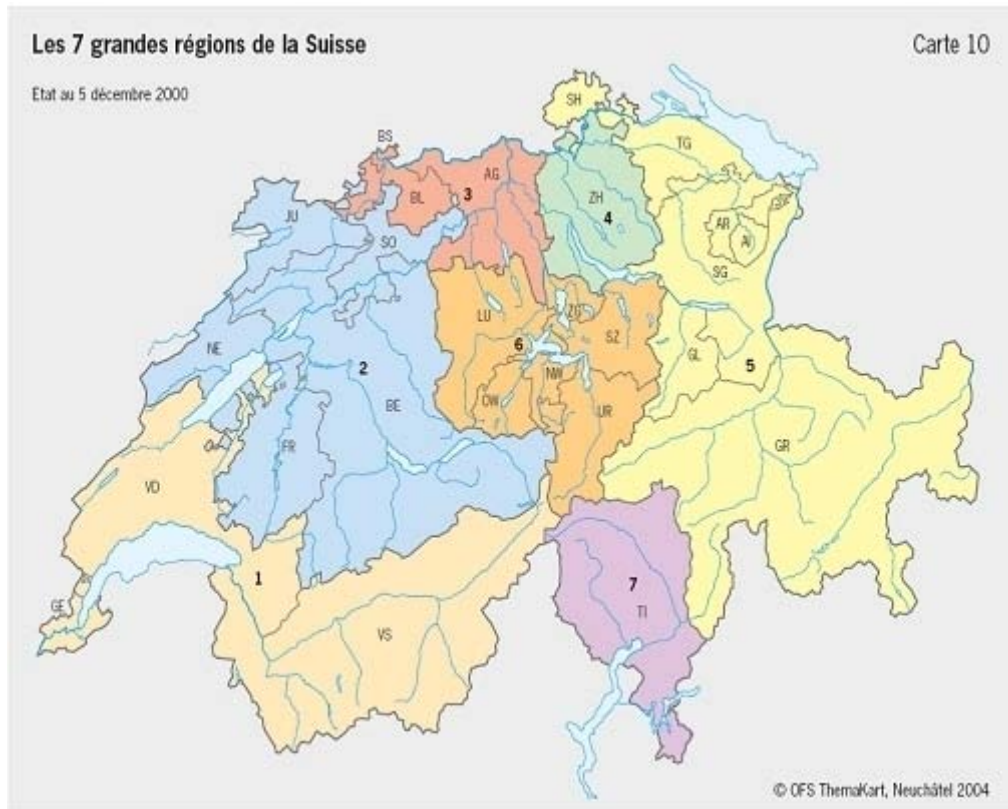 Les 7 grandes régions de la Suisse
Carte 10
Etat au 5 décembre 2000
SH
BS
TG
AG
BL
3
ZH
4
JU
SO
AR
AI
SG
LU
ZG
SZ
NE
2
6
GL
5
NW
OW
BE
UR
FR
GR
VD
1
7
GE
TI
VS
© OFS ThemaKart, Neuchâtel 2004